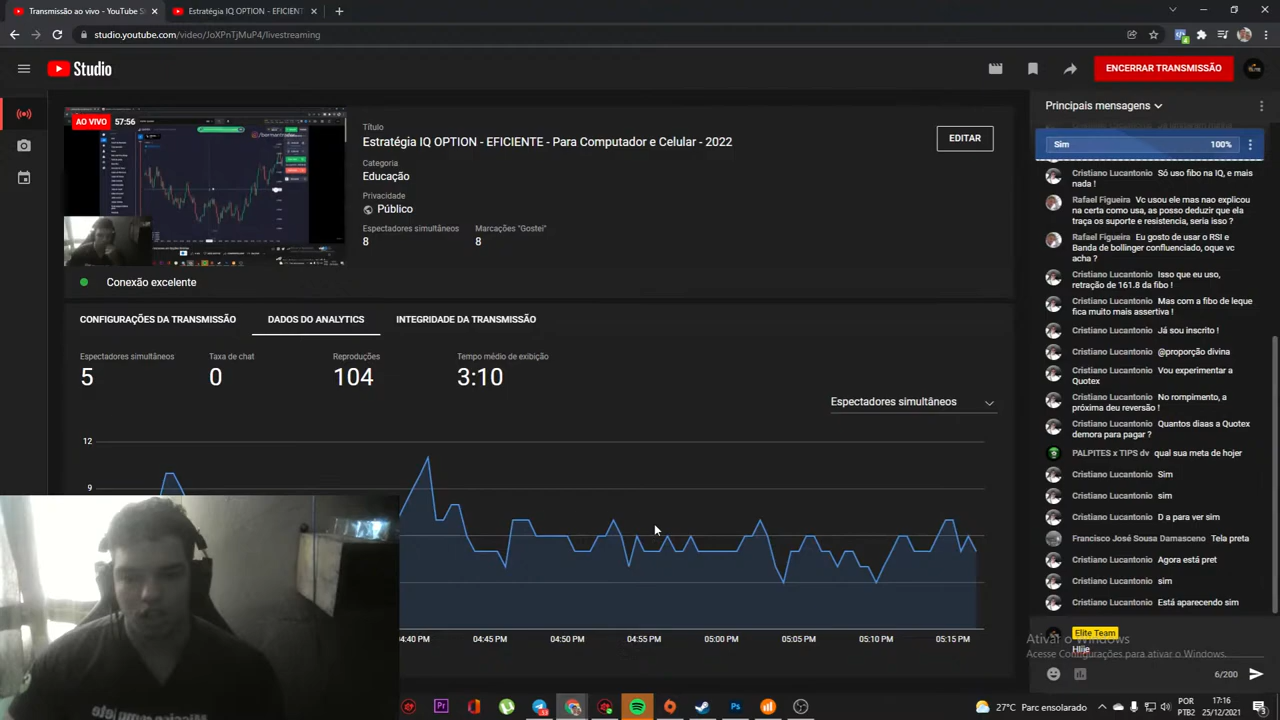 Transmissão ao vivo - YouTube S
Estratégia IQ OPTION - EFICIENT
studio.youtube.com/video/JoXPnTjMuP4/livestreaming
Studio
ENCERRAR TRANSMISSÃO
AO VIVO
57:56
Título
Estratégia IQ OPTION - EFICIENTE - Para Computador e Celular - 2022
EDITAR
Categoria
Educação
Privacidade
Público
Espectadores simultâneos
Marcações "Gostei"
8
8
Conexão excelente
CONFIGURAÇÕES DA TRANSMISSÃO
DADOS DO ANALYTICS
INTEGRIDADE DA TRANSMISSÃO
Espectadores simultâneos
Taxa de chat
Reproduções
Tempo médio de exibição
5
0
104
3:10
Espectadores simultâneos
12
9
:40 PM
04:45 PM
04:50 PM
04:55 PM
05:00 PM
05:05 PM
05:10 PM
05:15 PM
Principais mensagens
Sim
100%
Cristiano Lucantonio Só uso fibo na IQ, e mais
nada !
Rafael Figueira Vc usou ele mas nao explicou
na certa como usa, as posso deduzir que ela
traça os suporte e resistencia, seria isso ?
Rafael Figueira Eu gosto de usar o RSI e
Banda de bollinger confluenciado, oque vc
acha ?
Cristiano Lucantonio Isso que eu uso,
retração de 161.8 da fibo !
Cristiano Lucantonio Mas com a fibo de leque
fica muito mais assertiva !
Cristiano Lucantonio Já sou inscrito !
Cristiano Lucantonio @proporção divina
Cristiano Lucantonio Vou experimentar a
Quotex
Cristiano Lucantonio No rompimento, a
próxima deu reversão !
Cristiano Lucantonio Quantos diaas a Quotex
demora para pagar ?
PALPITES x TIPS dv qual sua meta de hojer
Cristiano Lucantonio Sim
Cristiano Lucantonio sim
Cristiano Lucantonio D a para ver sim
Francisco José Sousa Damasceno Tela preta
Cristiano Lucantonio Agora está pret
Cristiano Lucantonio sim
Cristiano Lucantonio Está aparecendo sim
Elite Team
Hlije
Ativar o Windows
Acesse Configurações para ativar o Windows.
6/200
27°C Parc ensolarado
POR
PTB2
17:16
25/12/2021